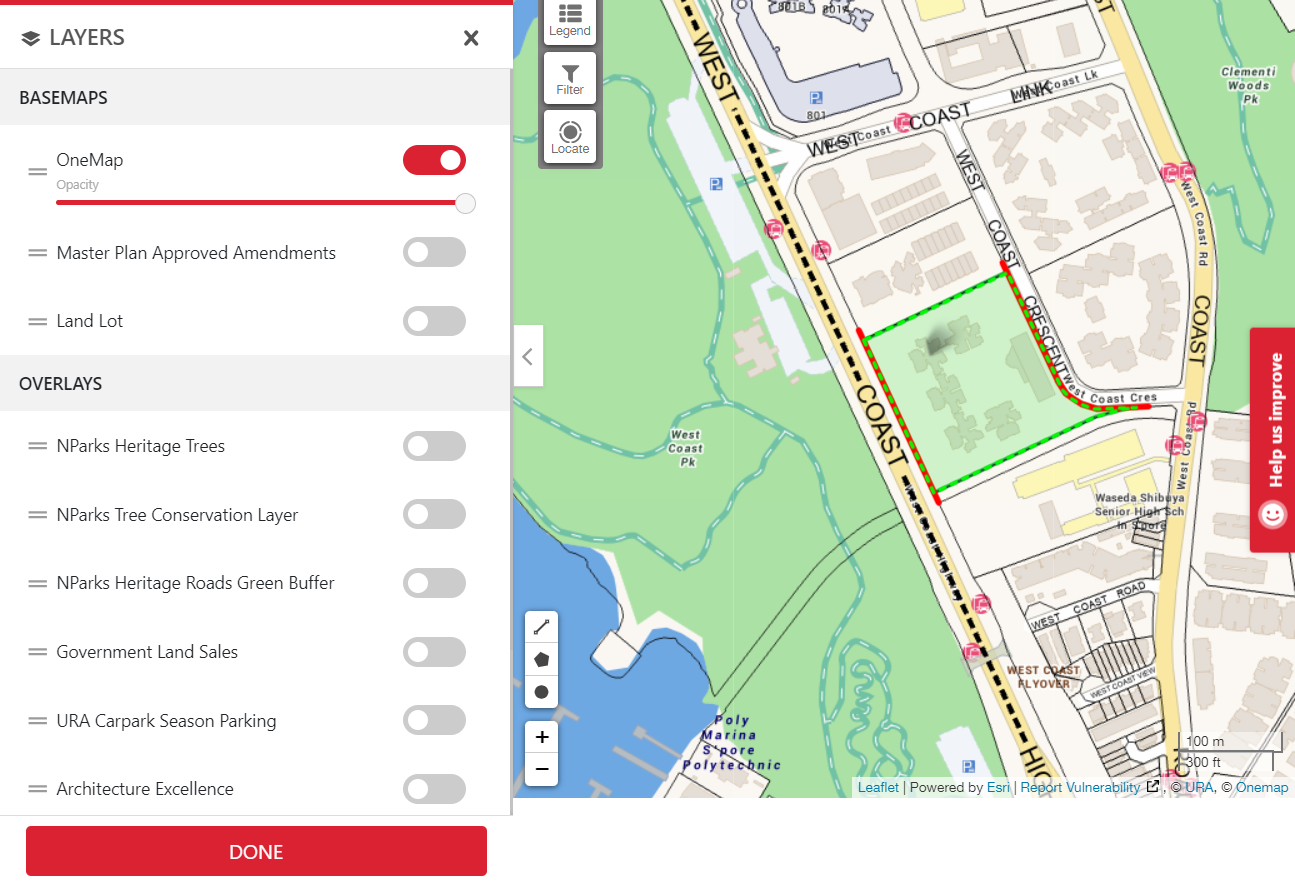 LAYERS
BASEMAPS
OneMap
Opacity
Master Plan Approved Amendments
Land Lot
OVERLAYS
NParks Heritage Trees
NParks Tree Conservation Layer
NParks Heritage Roads Green Buffer
Government Land Sales
URA Carpark Season Parking
Architecture Excellence
DONE
Legend
Filter
Locate
801B
801A
801
P
P
P
WEST
COAST
HIG
WEST
COAST
LINK
West Coast
West Coast Lk
WEST
COAST
CRESCENT
West Coast Cres
Clementi
Woods
Pk
West Coast Rd
COAST
West Coast Rd
West
Coast
Pk
Waseda Shibuya
Senior High Sch
In S'pore
WEST COAST ROAD
WEST COAST VIEW
WEST COAST
FLYOVER
Poly
Marina
S'pore
Polytechnic
Help us improve
+
−
100 m
300 ft
Leaflet | Powered by Esri | Report Vulnerability , © URA, © Onemap